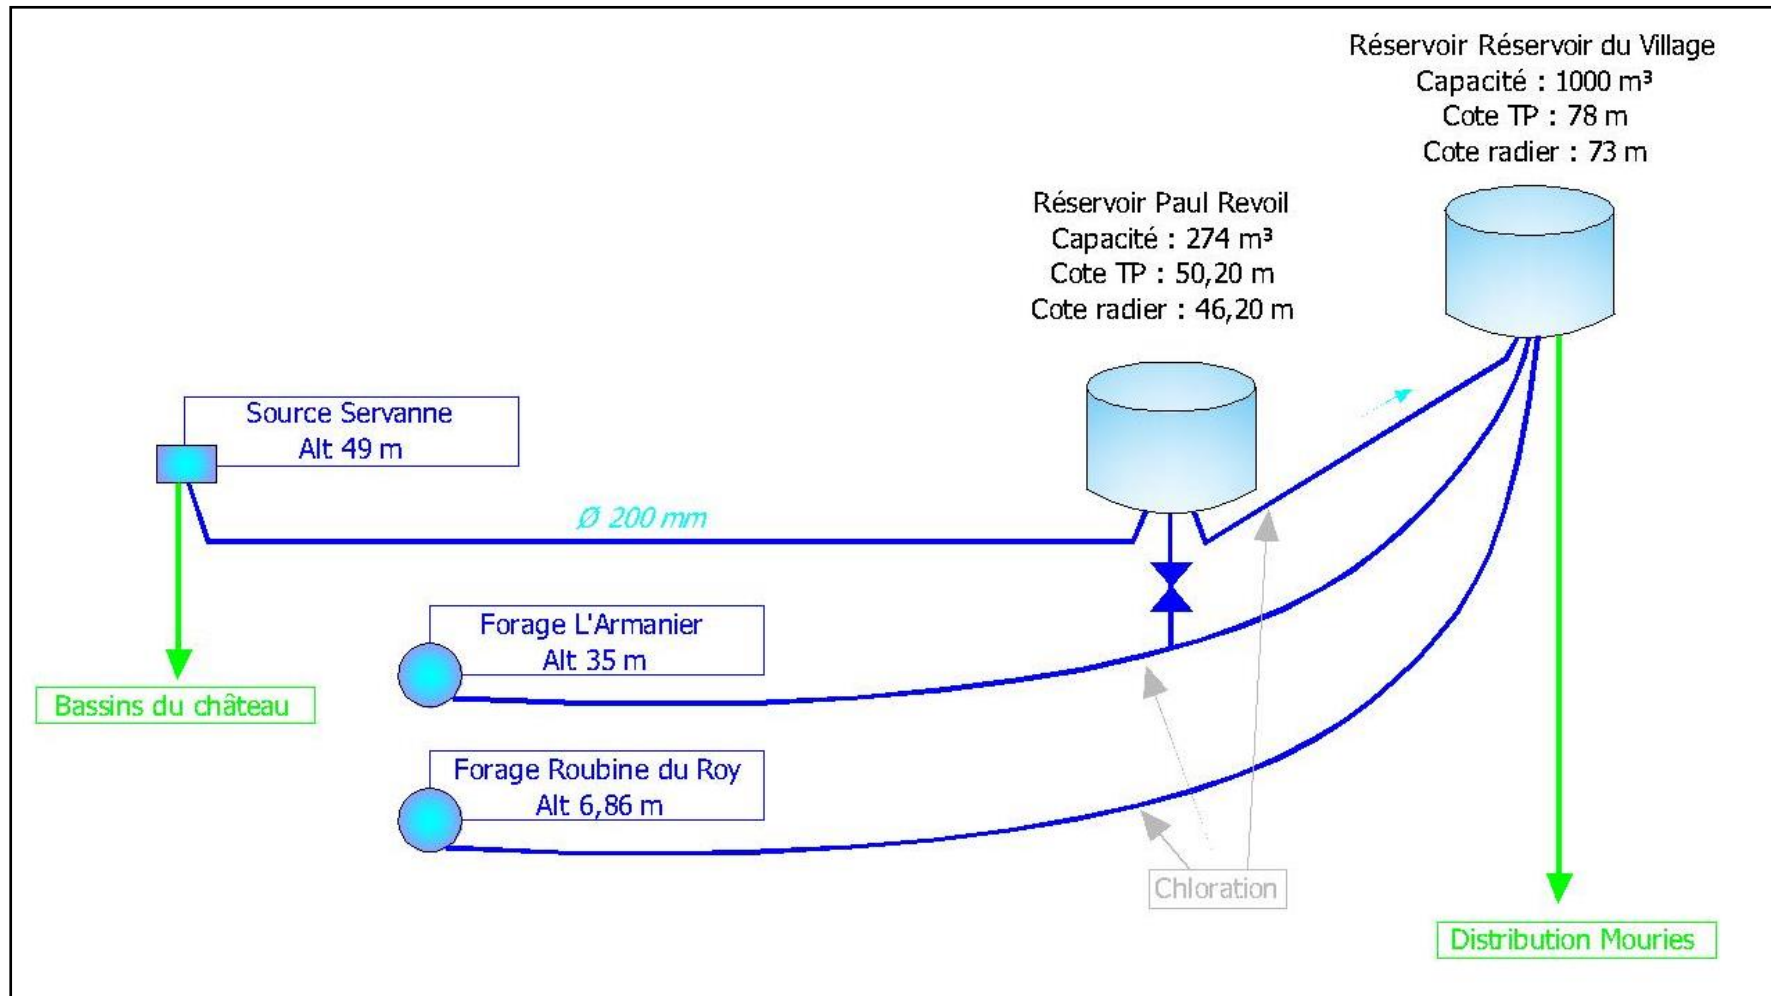 Réservoir Réservoir du Village
Capacité : 1000 m³
Cote TP : 78 m
Cote radier : 73 m
Réservoir Paul Revoil
Capacité : 274 m³
Cote TP : 50,20 m
Cote radier : 46,20 m
Source Servanne
Alt 49 m
Ø 200 mm
Forage L'Armanier
Alt 35 m
Bassins du château
Forage Roubine du Roy
Alt 6,86 m
Chloration
Distribution Mouries